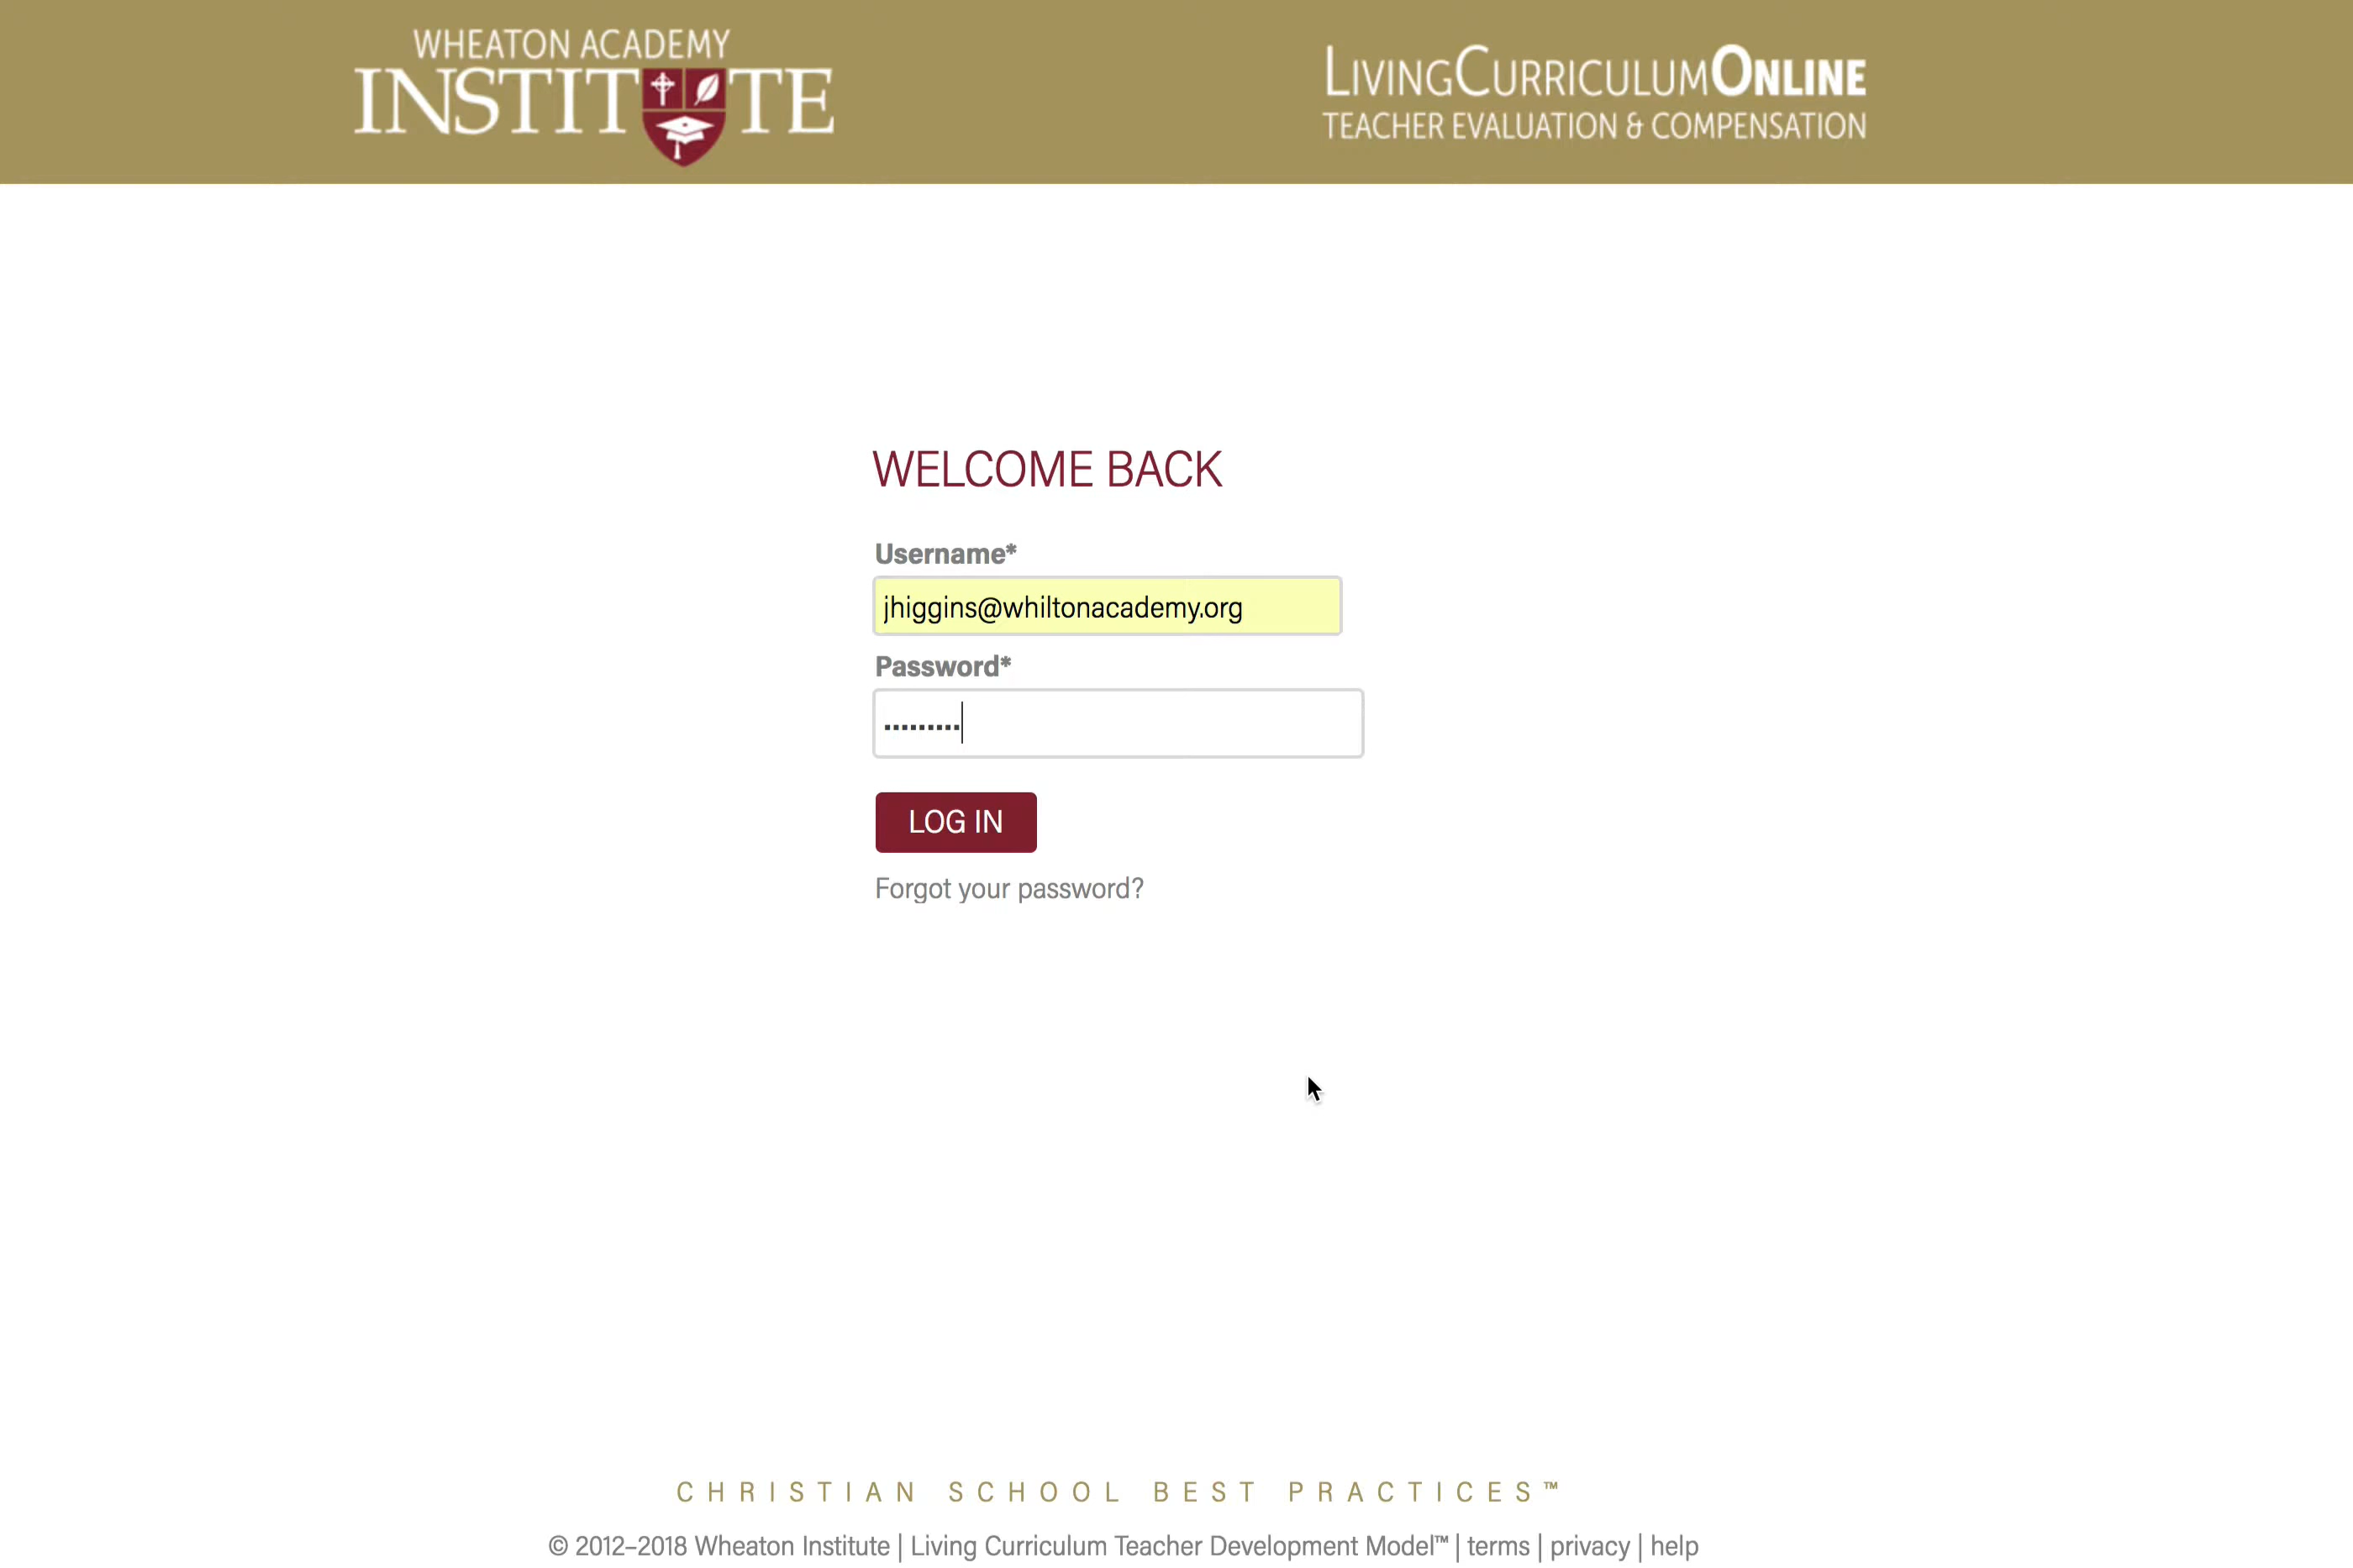 WHEATON ACADEMY
INSTITUTE
LIVINGCURRICULUMONLINE
TEACHER EVALUATION & COMPENSATION
WELCOME BACK
Username*
jhiggins@whiltonacademy.org
Password*
•••••••••
LOG IN
Forgot your password?
CHRISTIAN SCHOOL BEST PRACTICES™
© 2012–2018 Wheaton Institute | Living Curriculum Teacher Development Model™ | terms | privacy | help